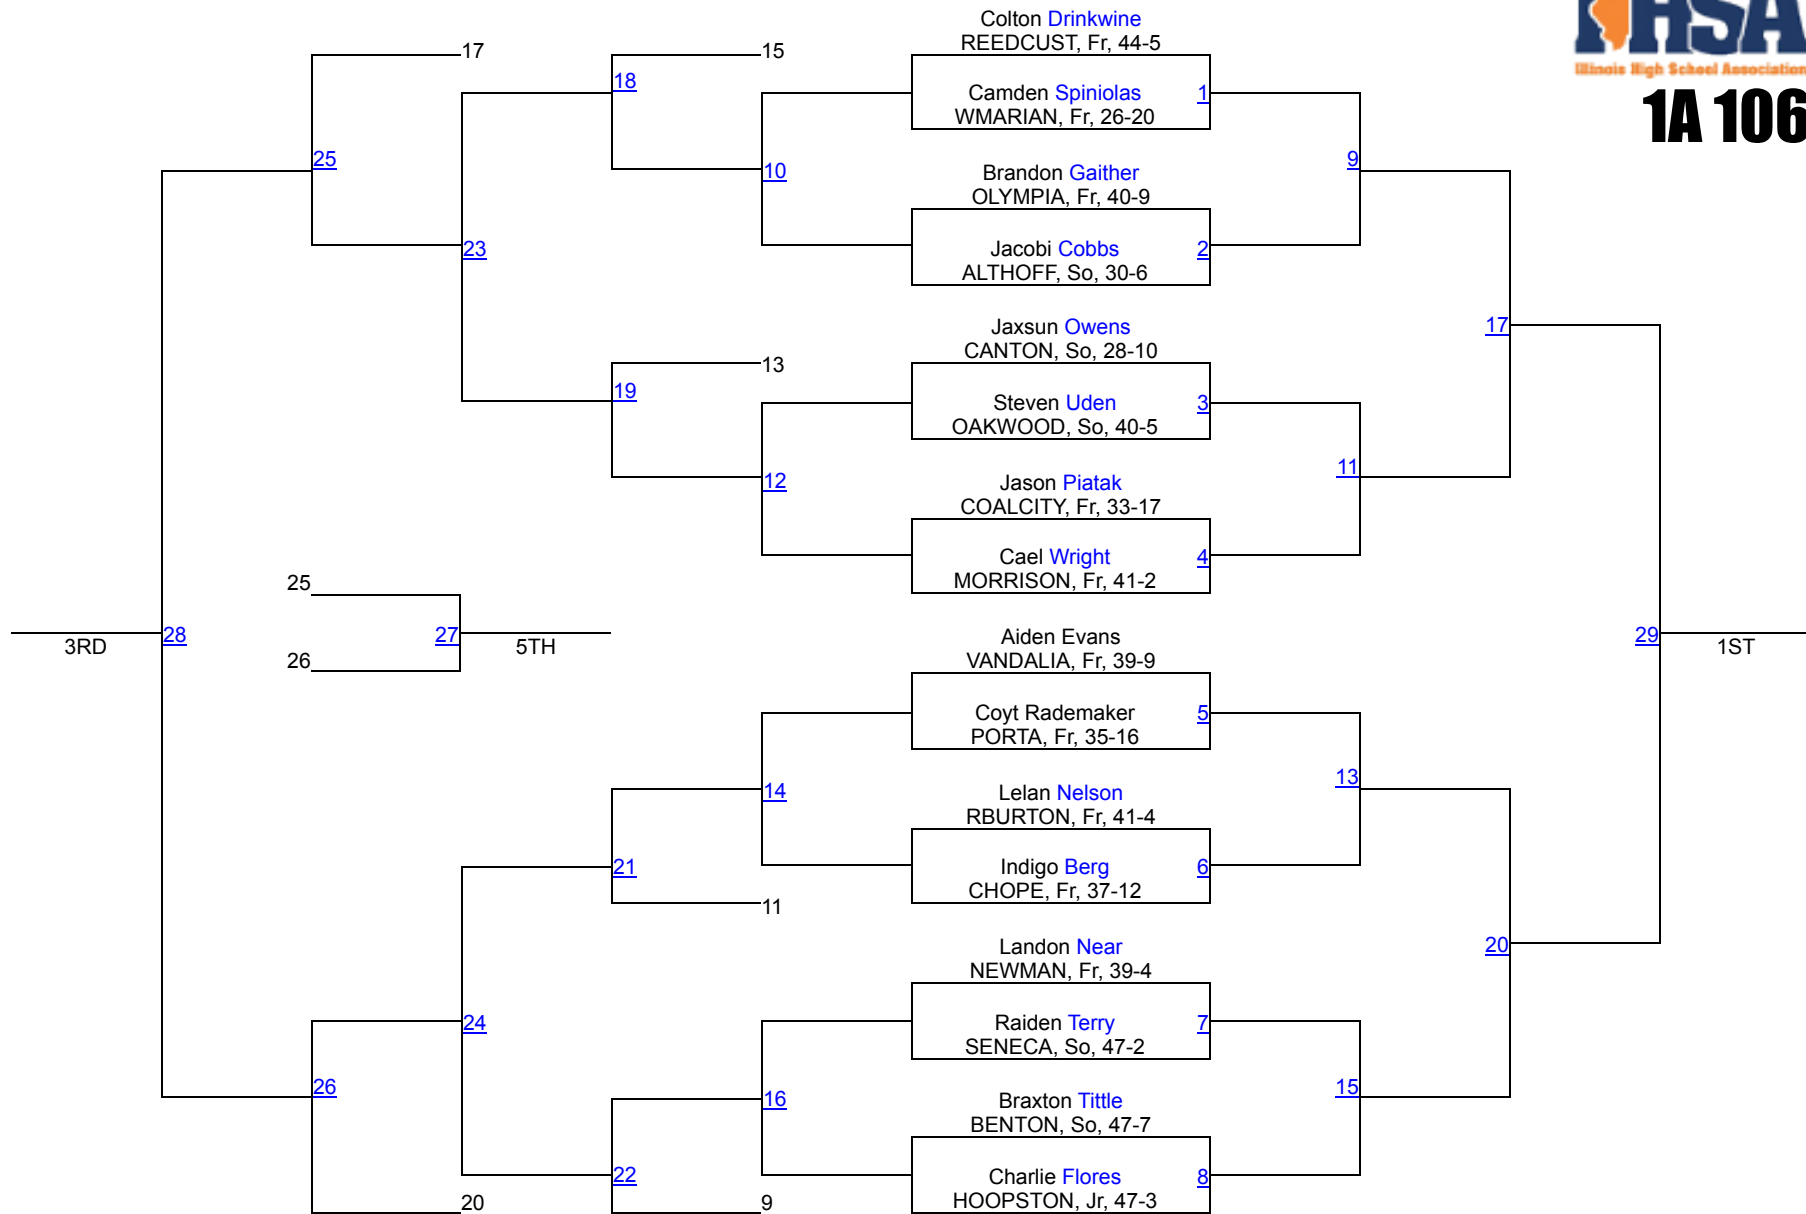 IHSA
Illinois High School Association
1A 106
Colton Drinkwine
REEDCUST, Fr, 44-5
Camden Spiniolas
WMARIAN, Fr, 26-20
1
Brandon Gaither
OLYMPIA, Fr, 40-9
Jacobi Cobbs
ALTHOFF, So, 30-6
2
Jaxsun Owens
CANTON, So, 28-10
Steven Uden
OAKWOOD, So, 40-5
3
Jason Piatak
COALCITY, Fr, 33-17
Cael Wright
MORRISON, Fr, 41-2
4
Aiden Evans
VANDALIA, Fr, 39-9
Coyt Rademaker
PORTA, Fr, 35-16
5
Lelan Nelson
RBURTON, Fr, 41-4
Indigo Berg
CHOPE, Fr, 37-12
6
Landon Near
NEWMAN, Fr, 39-4
Raiden Terry
SENECA, So, 47-2
7
Braxton Tittle
BENTON, So, 47-7
Charlie Flores
HOOPSTON, Jr, 47-3
8
9
11
13
15
17
20
29
1ST
10
12
14
16
15
18
13
19
21
11
22
9
23
24
17
25
26
20
28
3RD
25
26
27
5TH